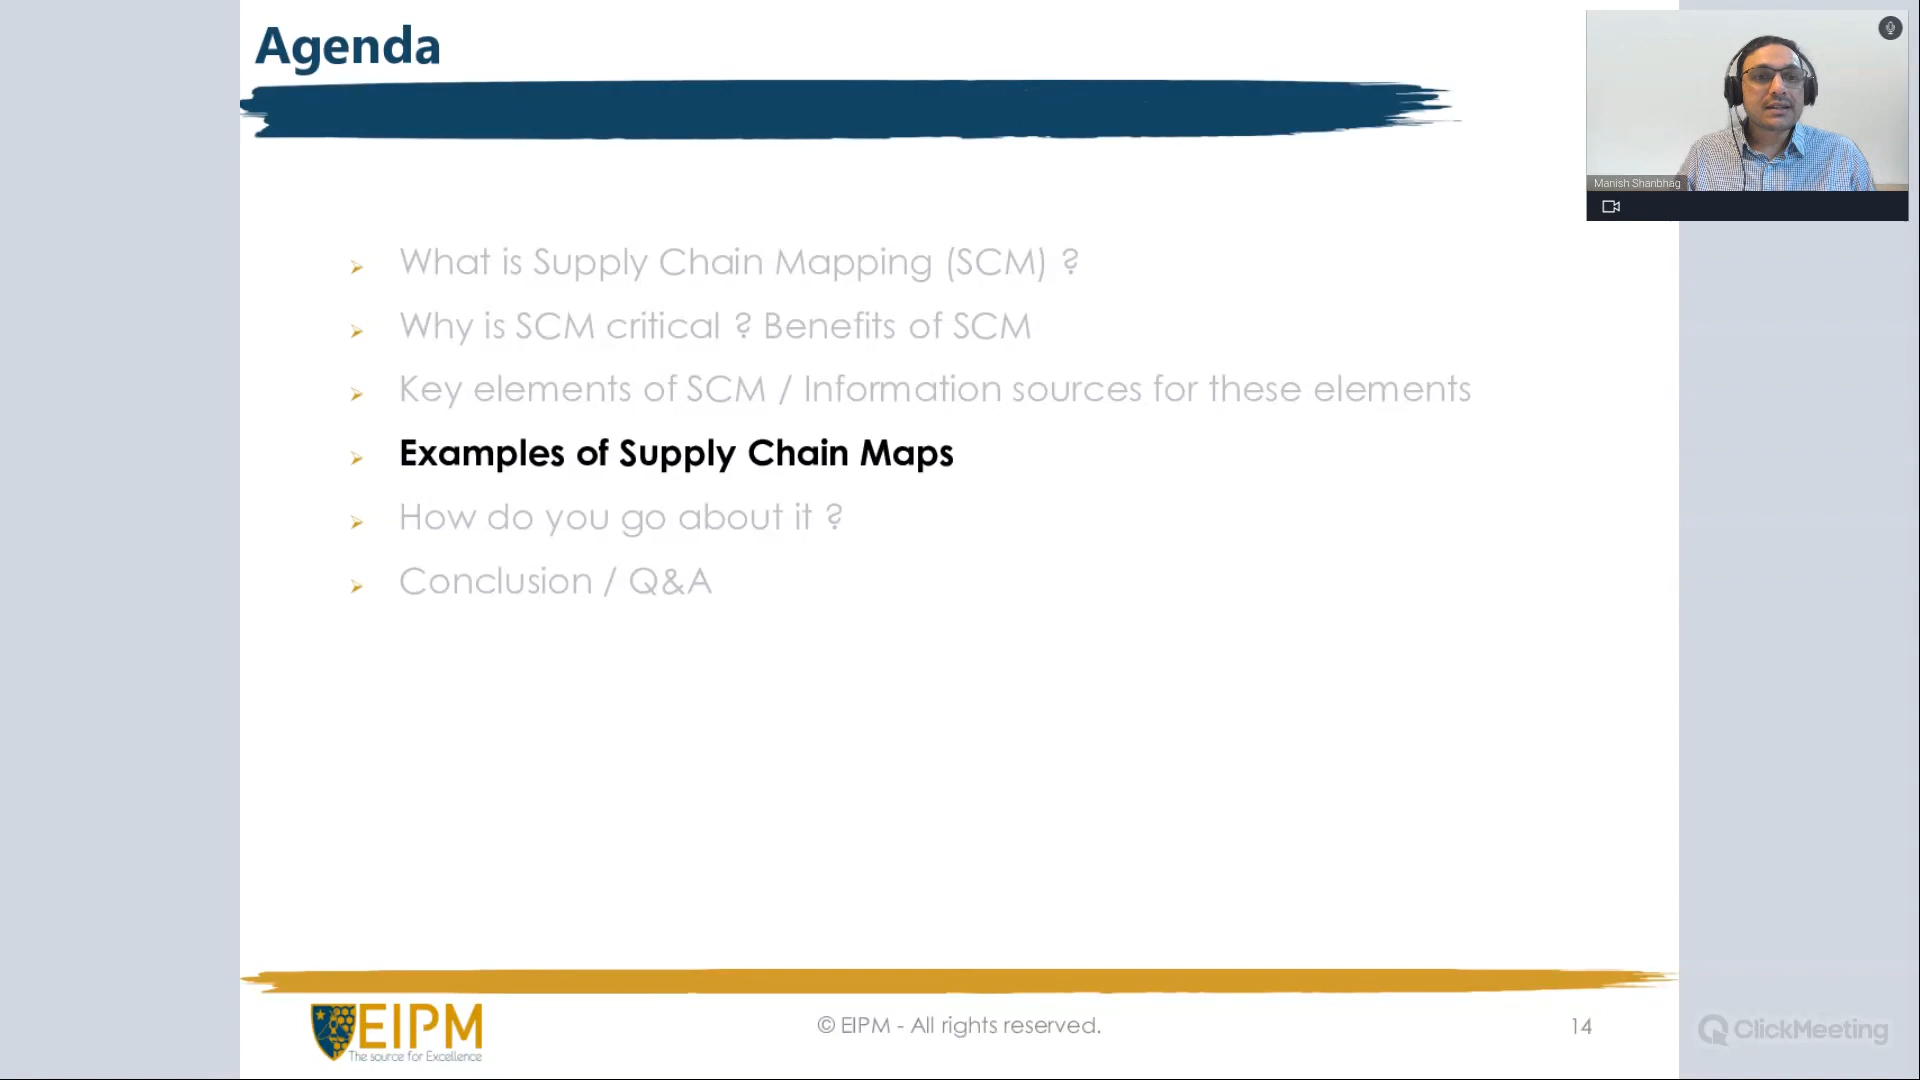 Agenda
Manish Shanbhag
What is Supply Chain Mapping (SCM) ?
Why is SCM critical ? Benefits of SCM
Key elements of SCM / Information sources for these elements
Examples of Supply Chain Maps
How do you go about it ?
Conclusion / Q&A
EIPM
The source for Excellence
© EIPM - All rights reserved.
14
ClickMeeting